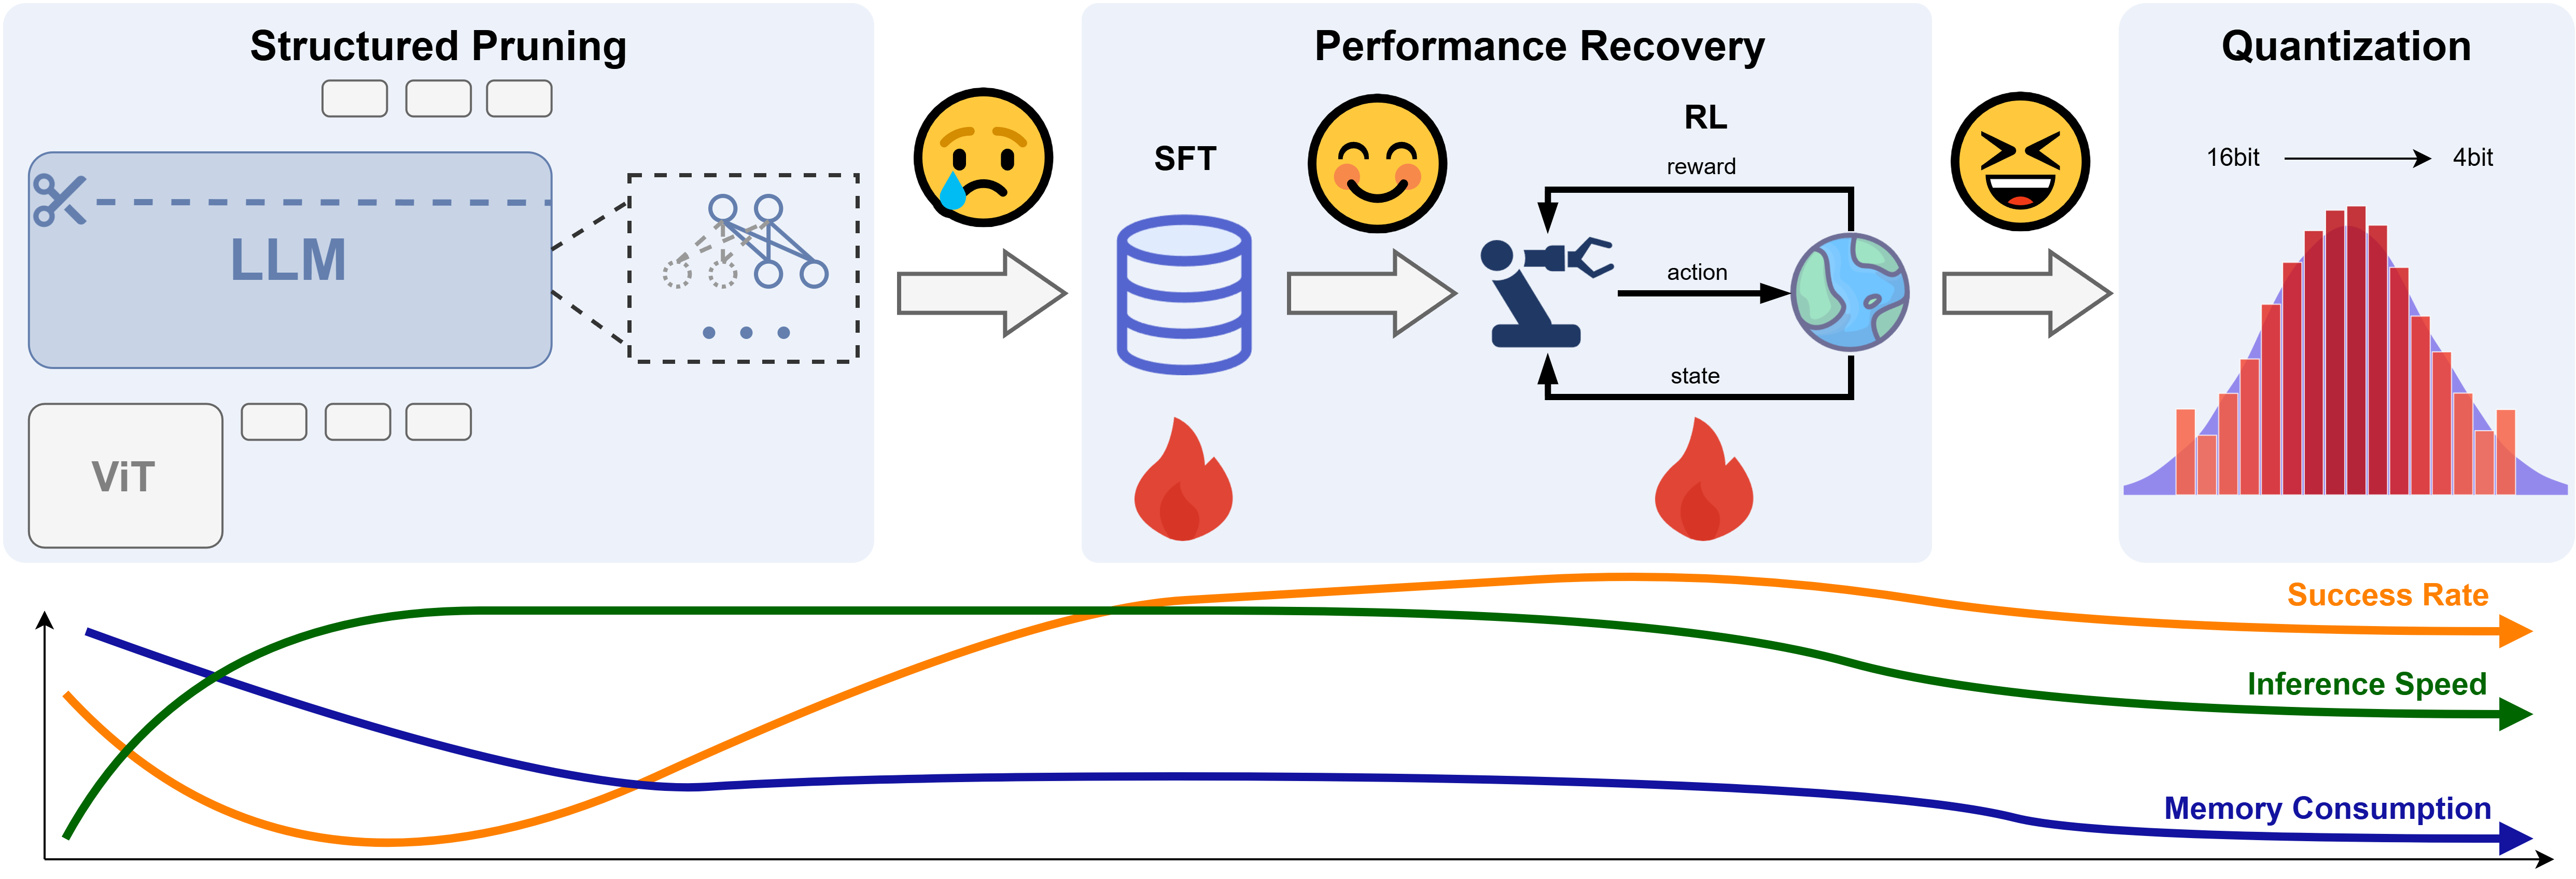 Structured Pruning
LLM
ViT
Performance Recovery
SFT
RL
reward
action
state
Quantization
16bit
4bit
Success Rate
Inference Speed
Memory Consumption